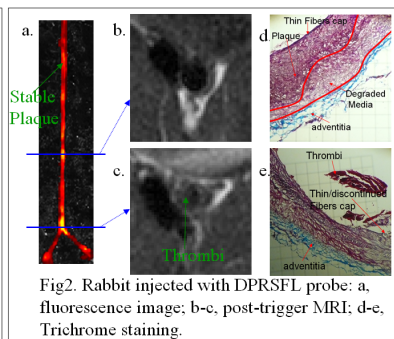 a.
Stable
Plaque
b.
c.
Thrombi
d.
Thin Fibers cap
Plaque
Degraded
Media
adventitia
e.
Thrombi
Thin/discontinued
Fibers cap
adventitia
Fig2. Rabbit injected with DPRSFL probe: a,
fluorescence image; b-c, post-trigger MRI; d-e,
Trichrome staining.